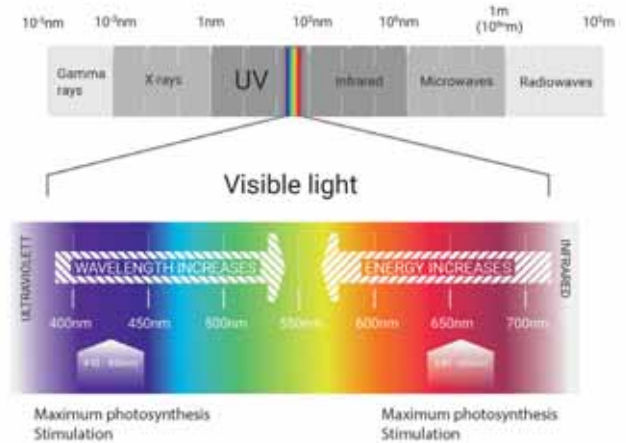 10⁻⁵nm 10⁻³nm 1nm 10³nm 10⁶nm 1m 10³m
(10⁹nm)
Gamma rays X rays UV Infrared Microwaves Radiowaves
Visible light
ULTRAVIOLETT
WAVELENGTH INCREASES ENERGY INCREASES
INFRARED
400nm 450nm 500nm 550nm 600nm 650nm 700nm
Maximum photosynthesis
Stimulation
Maximum photosynthesis
Stimulation